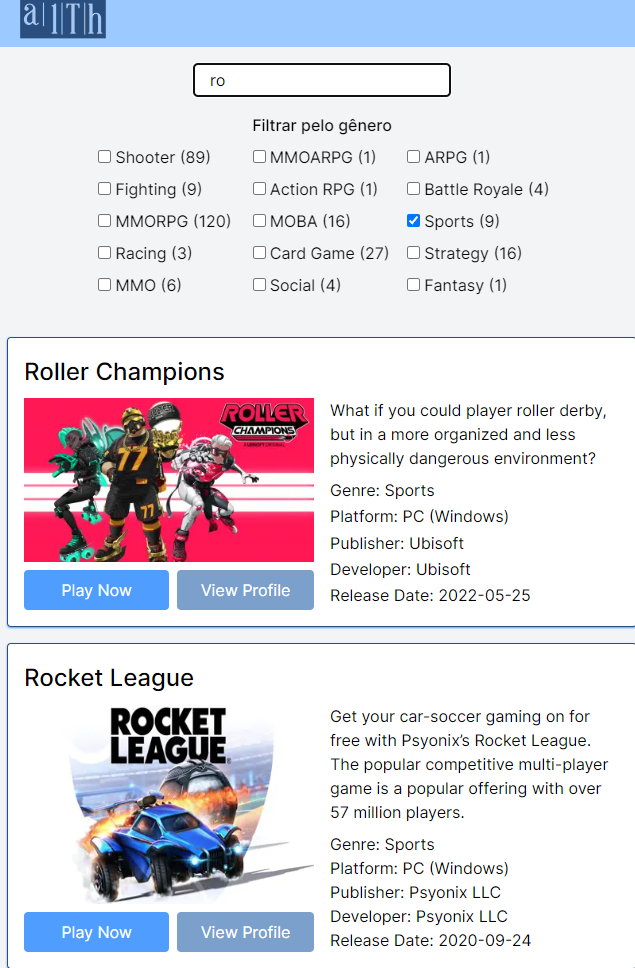 a|1|T|h
ro
Filtrar pelo gênero
Shooter (89) MMOARPG (1) ARPG (1)
Fighting (9) Action RPG (1) Battle Royale (4)
MMORPG (120) MOBA (16) Sports (9)
Racing (3) Card Game (27) Strategy (16)
MMO (6) Social (4) Fantasy (1)
Roller Champions
ROLLER
CHAMPIONS
77
77
What if you could player roller derby,
but in a more organized and less
physically dangerous environment?
Genre: Sports
Platform: PC (Windows)
Publisher: Ubisoft
Developer: Ubisoft
Release Date: 2022-05-25
Play Now View Profile
Rocket League
ROCKET
LEAGUE
Get your car-soccer gaming on for
free with Psyonix’s Rocket League.
The popular competitive multi-player
game is a popular offering with over
57 million players.
Genre: Sports
Platform: PC (Windows)
Publisher: Psyonix LLC
Developer: Psyonix LLC
Release Date: 2020-09-24
Play Now View Profile